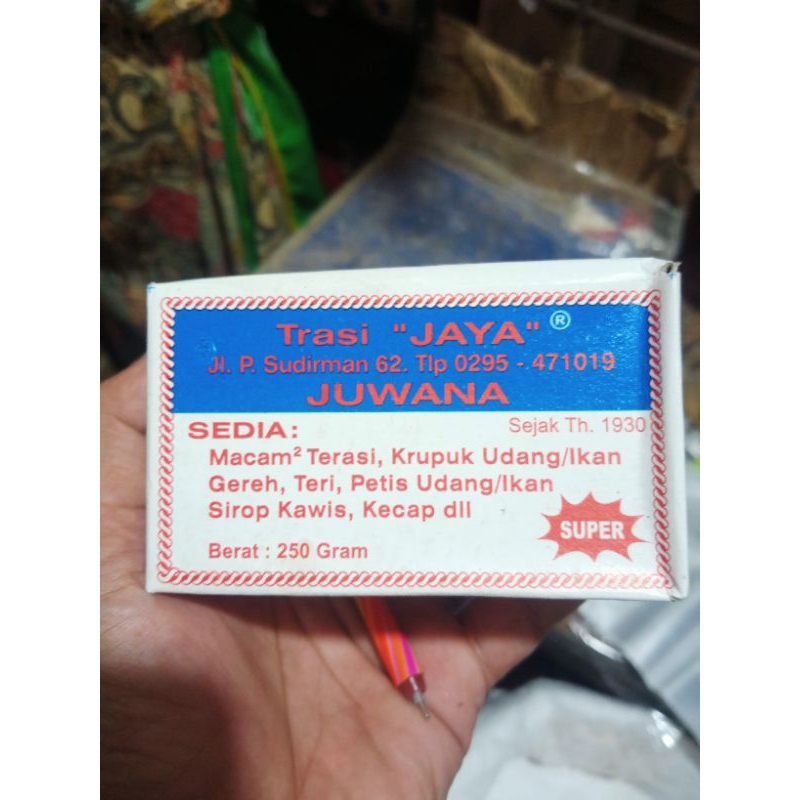 Trasi "JAYA" ®
Jl. P. Sudirman 62. Tlp 0295 - 471019
JUWANA
SEDIA:
Sejak Th. 1930
Macam² Terasi, Krupuk Udang/Ikan
Gereh, Teri, Petis Udang/Ikan
Sirop Kawis, Kecap dll
SUPER
Berat : 250 Gram